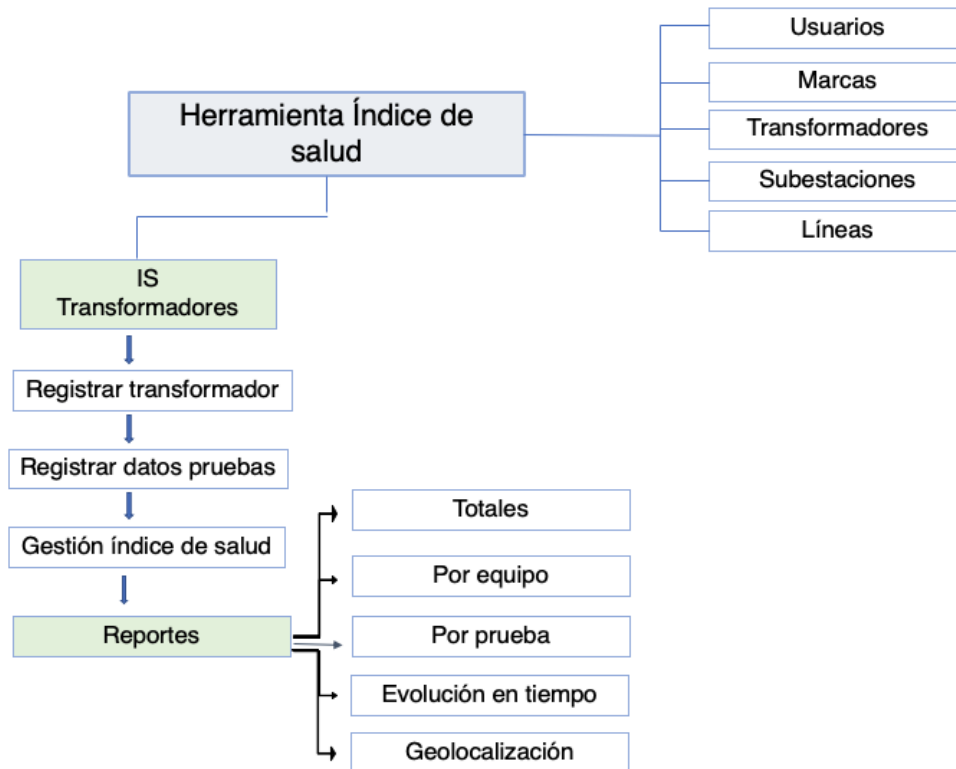 Usuarios
Marcas
Herramienta Índice de
salud
Transformadores
Subestaciones
Líneas
IS
Transformadores
Registrar transformador
Registrar datos pruebas
Gestión índice de salud
Reportes
Totales
Por equipo
Por prueba
Evolución en tiempo
Geolocalización